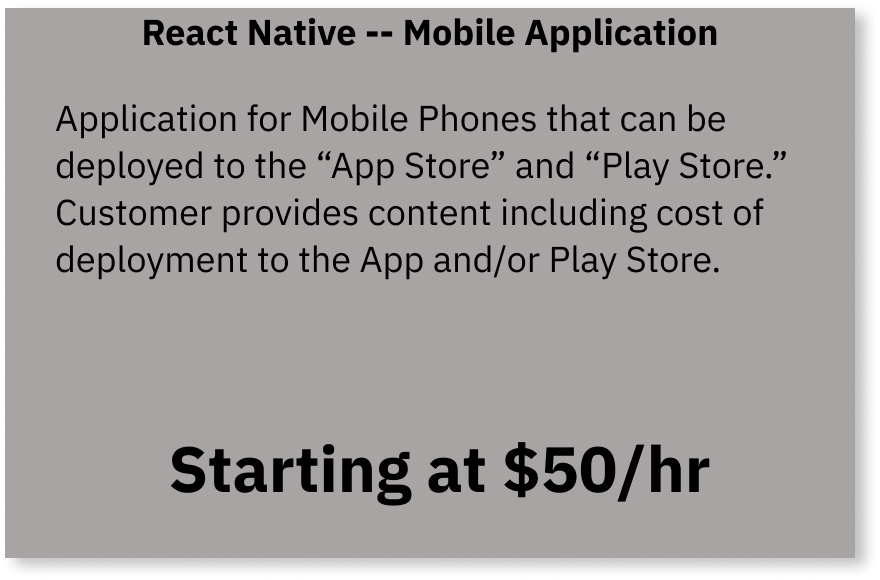 React Native -- Mobile Application
Application for Mobile Phones that can be
deployed to the “App Store” and “Play Store.”
Customer provides content including cost of
deployment to the App and/or Play Store.
Starting at $50/hr